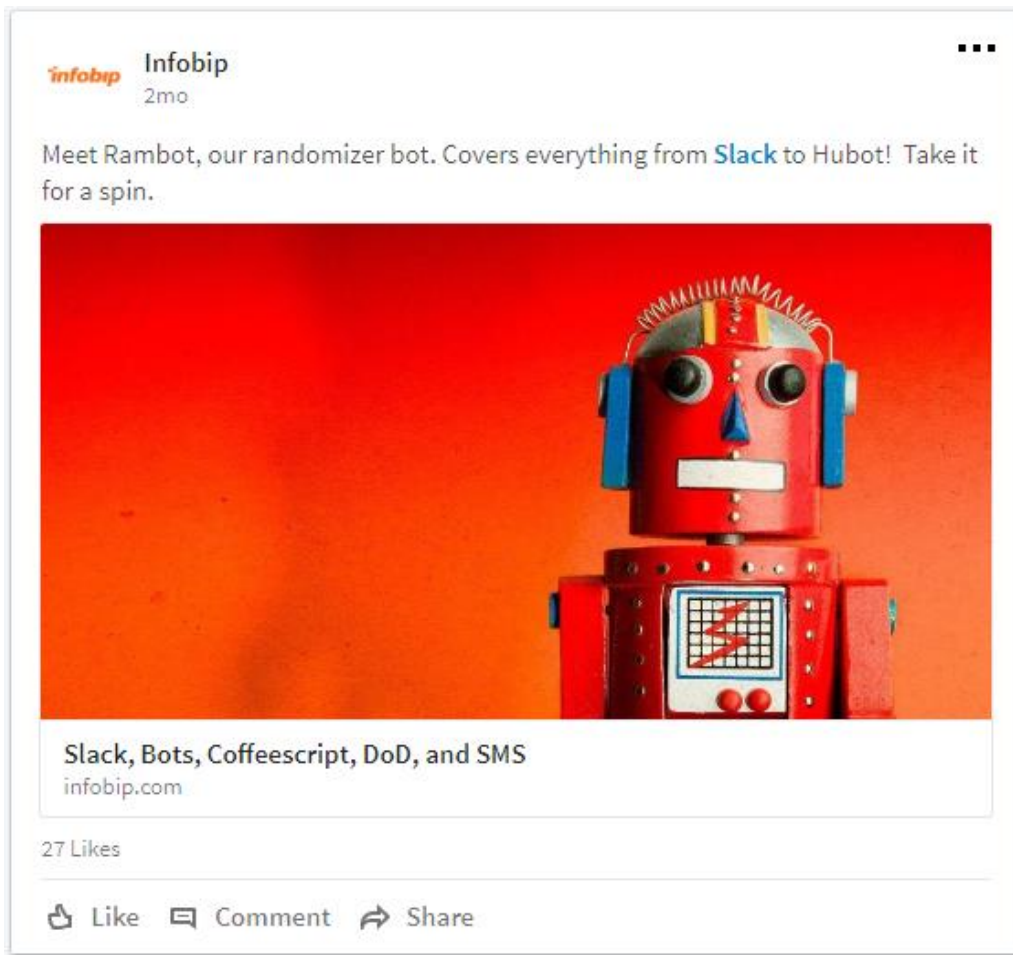 infobip
Infobip
2mo
Meet Rambot, our randomizer bot. Covers everything from Slack to Hubot!  Take it
for a spin.
Slack, Bots, Coffeescript, DoD, and SMS
infobip.com
27 Likes
Like Comment Share